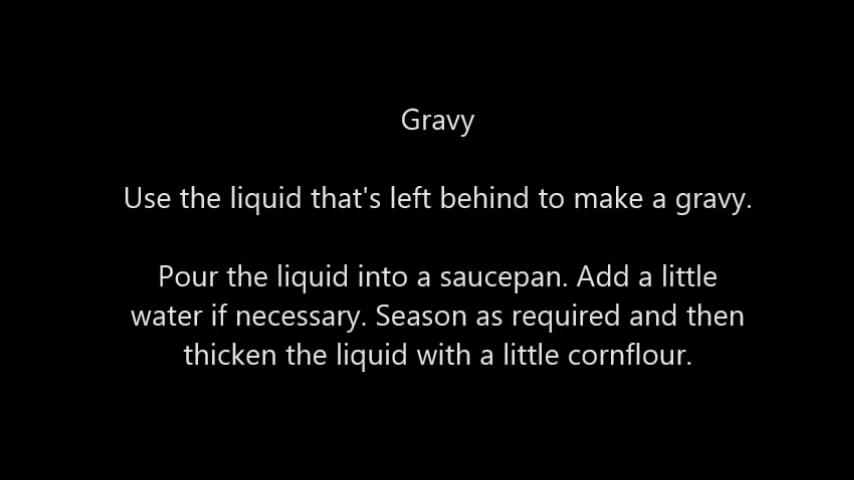 Gravy
Use the liquid that's left behind to make a gravy.
Pour the liquid into a saucepan. Add a little
water if necessary. Season as required and then
thicken the liquid with a little cornflour.